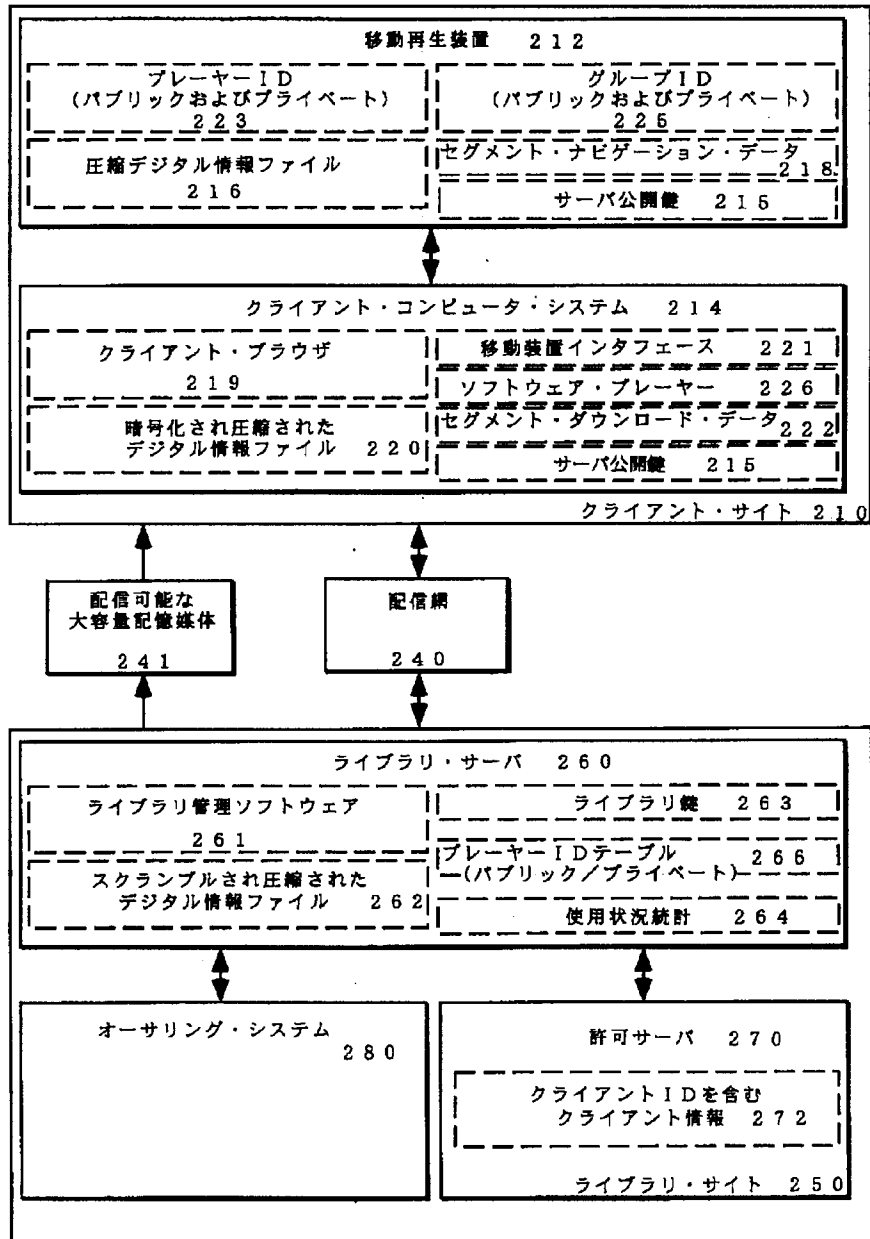 移動再生装置 212
プレーヤーID
(パブリックおよびプライベート)
223
グループID
(パブリックおよびプライベート)
225
圧縮デジタル情報ファイル
216
セグメント・ナビゲーション・データ
218
サーバ公開鍵 215
クライアント・コンピュータ・システム 214
クライアント・ブラウザ
219
移動装置インタフェース 221
ソフトウェア・プレーヤー 226
暗号化され圧縮された
デジタル情報ファイル 220
セグメント・ダウンロード・データ
222
サーバ公開鍵 215
クライアント・サイト 210
配信可能な
大容量記憶媒体
241
配信網
240
ライブラリ・サーバ 260
ライブラリ管理ソフトウェア
261
ライブラリ鍵 263
プレーヤーIDテーブル
(パブリック/プライベート)
266
スクランブルされ圧縮された
デジタル情報ファイル 262
使用状況統計 264
オーサリング・システム
280
許可サーバ 270
クライアントIDを含む
クライアント情報 272
ライブラリ・サイト 250